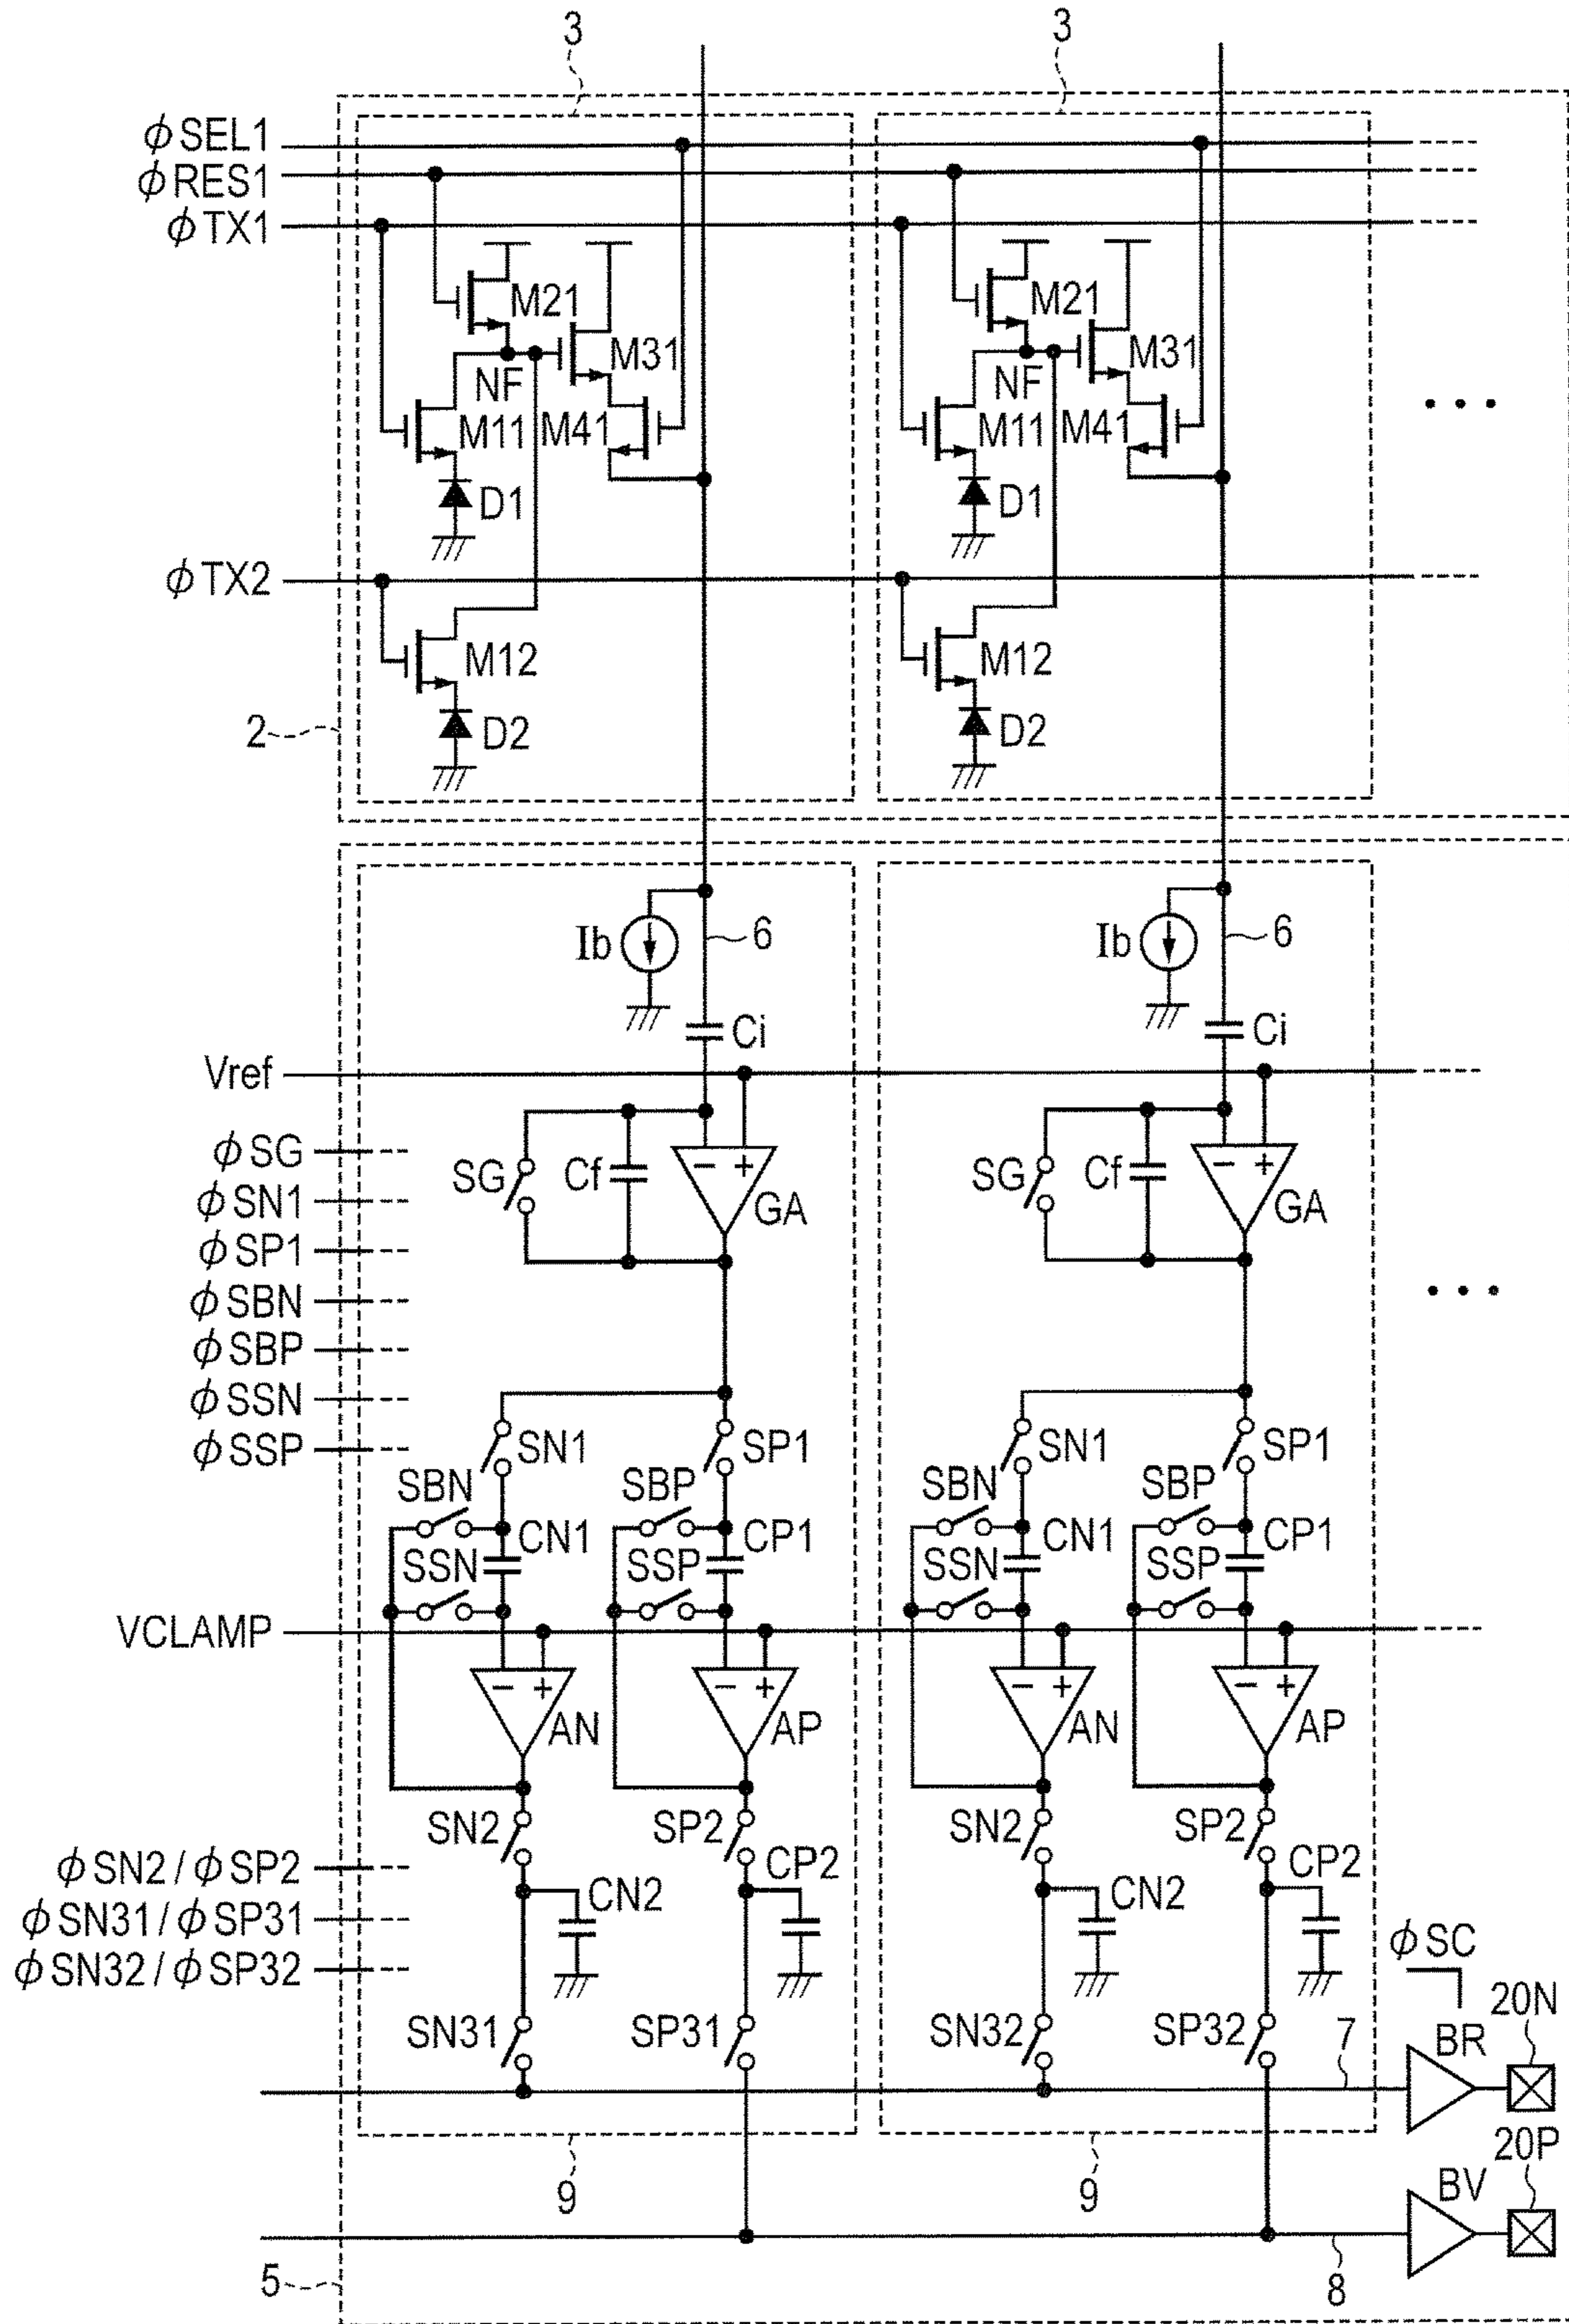 3 3
ϕSEL1
ϕRES1
ϕTX1
M21 M21
M31 M31
NF NF
M11 M41 M11 M41
D1 D1
ϕTX2
M12 M12
2 D2 D2
Ib 6 Ib 6
Ci Ci
Vref
ϕSG
SG Cf − + SG Cf − +
ϕSN1 GA GA
ϕSP1
ϕSBN
ϕSBP
ϕSSN
ϕSSP SN1 SP1 SN1 SP1
SBN SBP SBN SBP
CN1 CP1 CN1 CP1
SSN SSP SSN SSP
VCLAMP
− + − + − + − +
AN AP AN AP
SN2 SP2 SN2 SP2
ϕSN2/ϕSP2 CP2 CP2
CN2 CN2
ϕSN31/ϕSP31 ϕSC
ϕSN32/ϕSP32
20N
SN31 SP31 SN32 SP32 7 BR
20P
9 9 BV
5 8